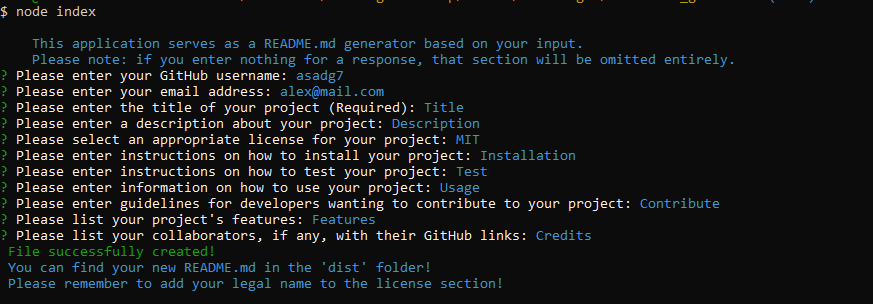 $ node index
This application serves as a README.md generator based on your input.
Please note: if you enter nothing for a response, that section will be omitted entirely.
? Please enter your GitHub username: asadg7
? Please enter your email address: alex@mail.com
? Please enter the title of your project (Required): Title
? Please enter a description about your project: Description
? Please select an appropriate license for your project: MIT
? Please enter instructions on how to install your project: Installation
? Please enter instructions on how to test your project: Test
? Please enter information on how to use your project: Usage
? Please enter guidelines for developers wanting to contribute to your project: Contribute
? Please list your project's features: Features
? Please list your collaborators, if any, with their GitHub links: Credits
File successfully created!
You can find your new README.md in the 'dist' folder!
Please remember to add your legal name to the license section!